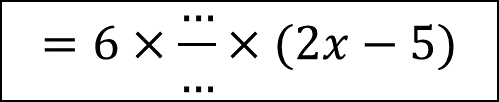 = 6 × ⋯/⋯ × (2x − 5)